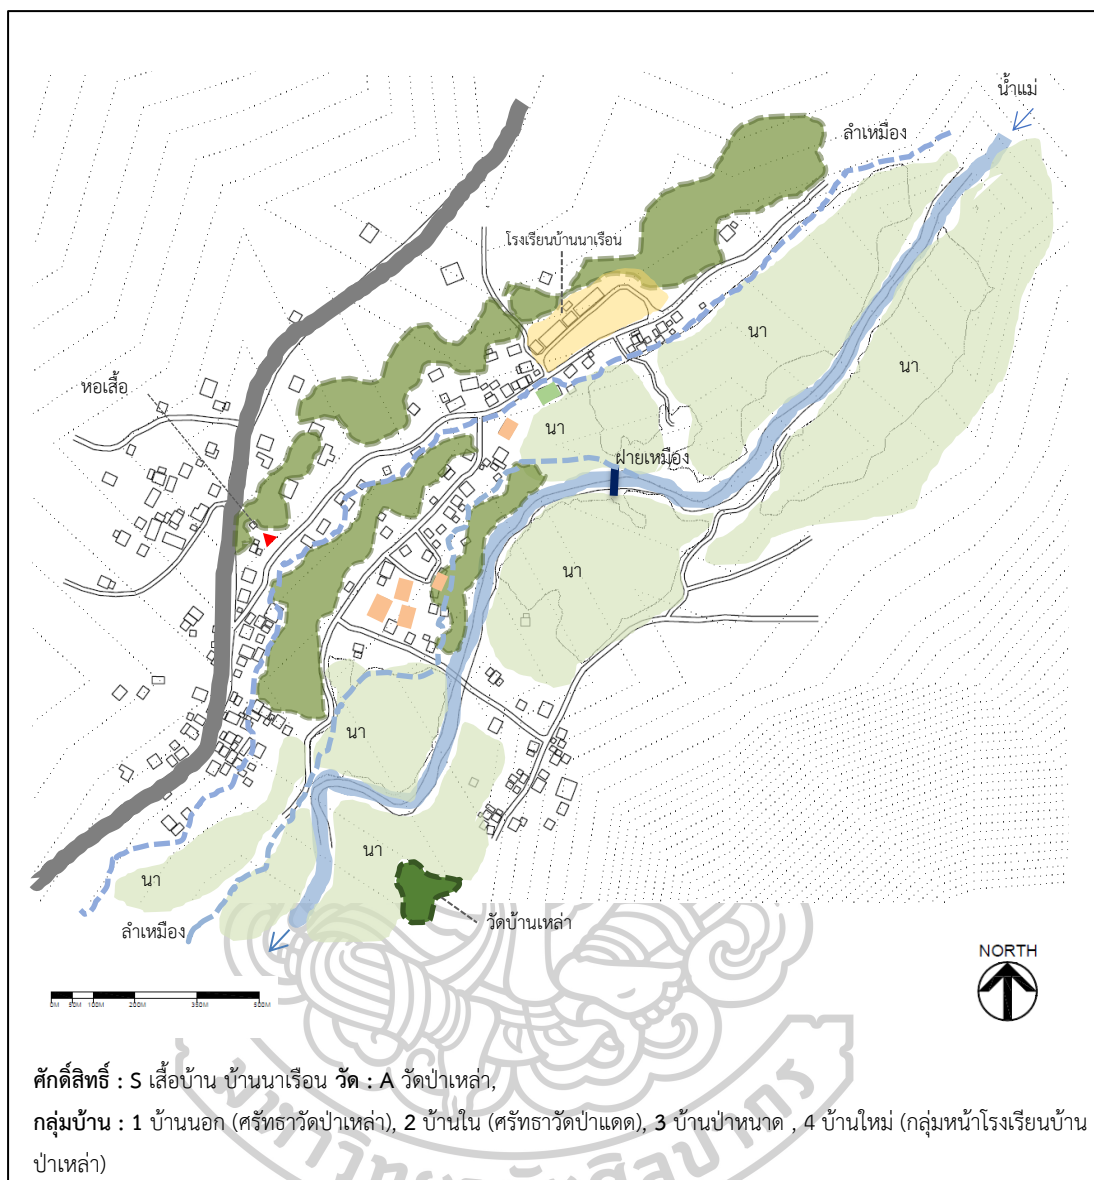 น้ำแม่
ลำเหมือง
โรงเรียนบ้านนาเรือน
นา
นา
หอเสื้อ
นา
ฝายเหมือง
นา
นา
นา
นา
วัดบ้านเหล่า
ลำเหมือง
NORTH
0M 50M 100M 200M 350M 500M
ศักดิ์สิทธิ์ : S เสื้อบ้าน บ้านนาเรือน วัด : A วัดป่าเหล่า,
กลุ่มบ้าน : 1 บ้านนอก (ศรัทธาวัดป่าเหล่า), 2 บ้านใน (ศรัทธาวัดป่าแดด), 3 บ้านป่าหนาด , 4 บ้านใหม่ (กลุ่มหน้าโรงเรียนบ้าน
ป่าเหล่า)